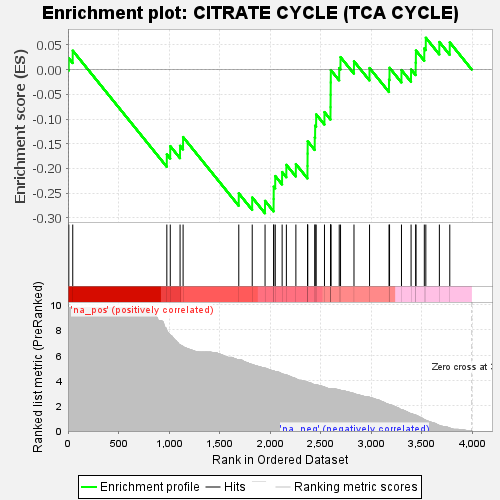 Enrichment plot: CITRATE CYCLE (TCA CYCLE)
Enrichment score (ES)
0.05
0.00
-0.05
-0.10
-0.15
-0.20
-0.25
-0.30
Ranked list metric (PreRanked)
10
8
6
4
2
0
'na_pos' (positively correlated)
Zero cross at
'na_neg' (negatively correlated)
0
500
1,000
1,500
2,000
2,500
3,000
3,500
4,000
Rank in Ordered Dataset
Enrichment profile
Hits
Ranking metric scores